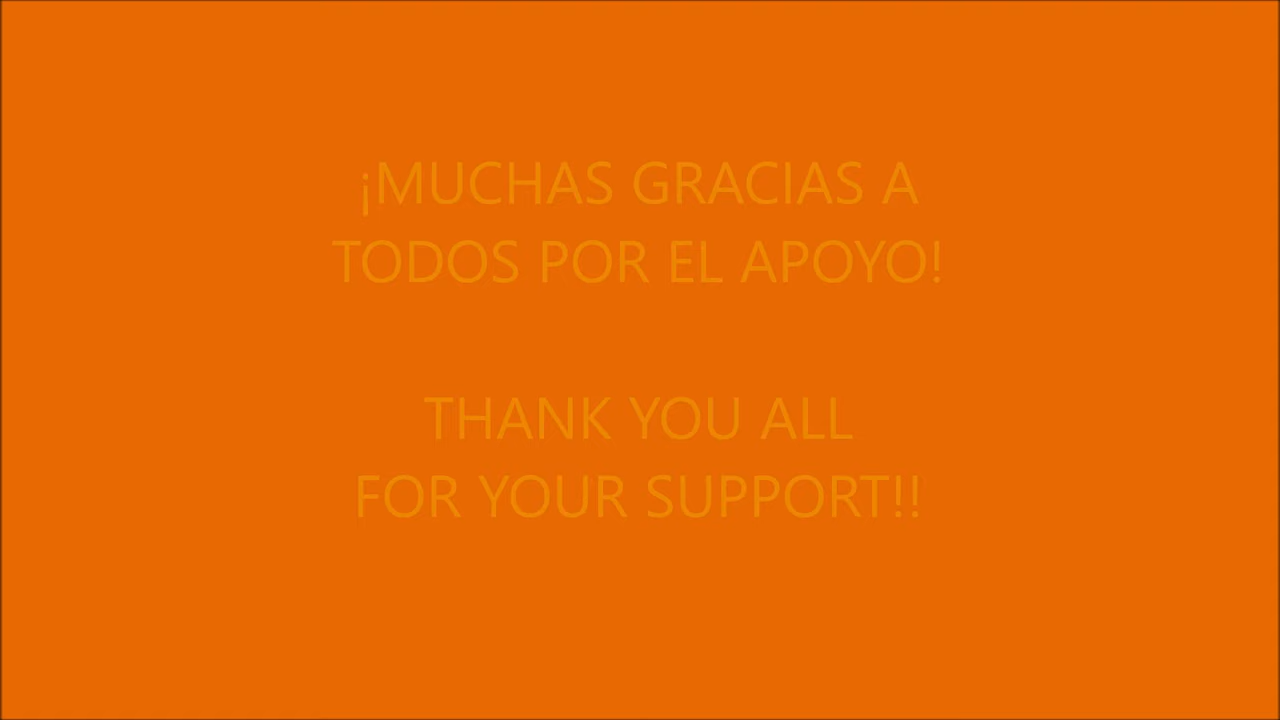 ¡MUCHAS GRACIAS A
TODOS POR EL APOYO!
THANK YOU ALL
FOR YOUR SUPPORT!!